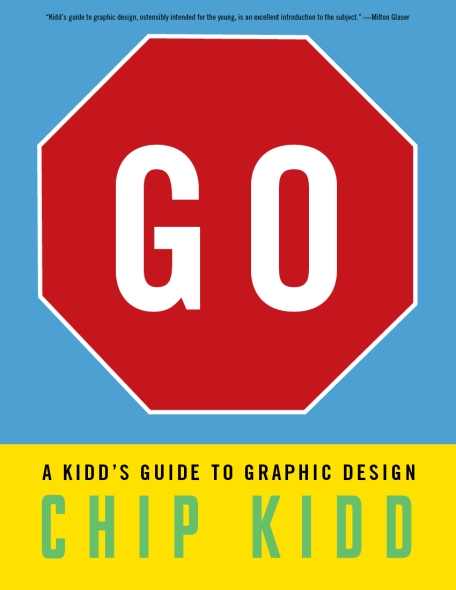 “Kidd’s guide to graphic design, ostensibly intended for the young, is an excellent introduction to the subject.” —Milton Glaser
GO
A KIDD’S GUIDE TO GRAPHIC DESIGN
CHIP KIDD